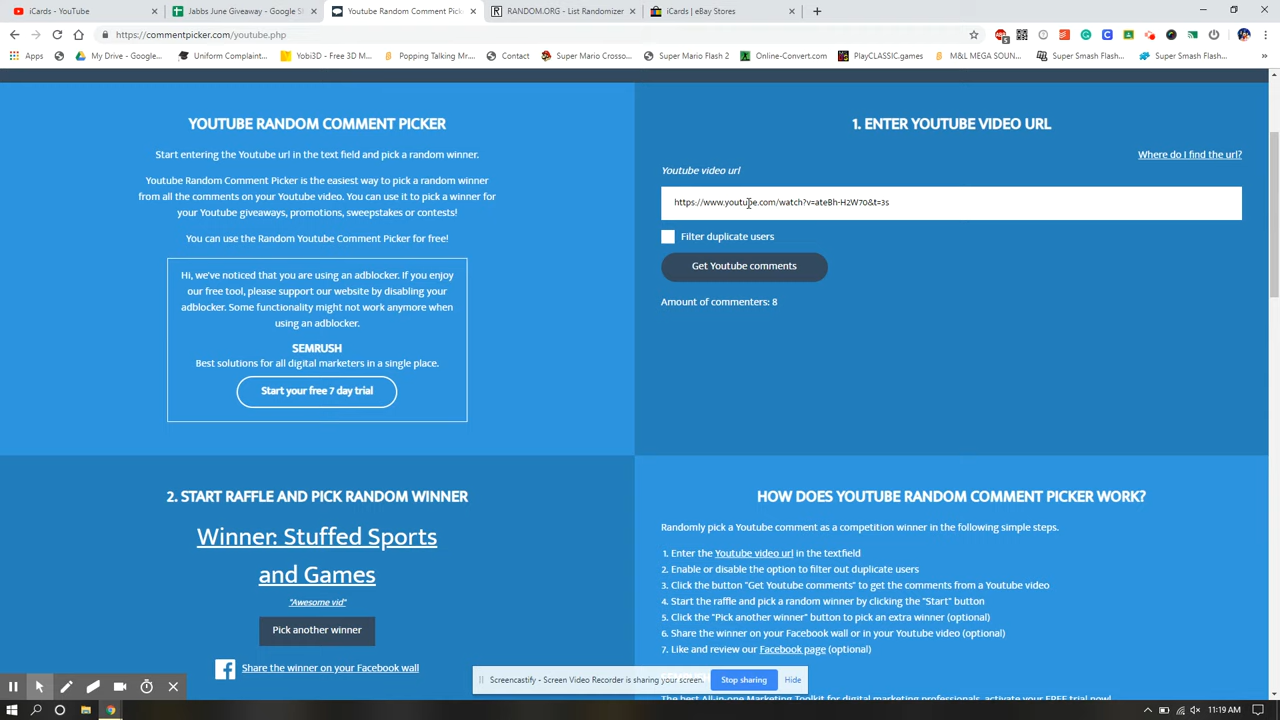 iCards - YouTube
Jabbs June Giveaway - Google S
Youtube Random Comment Pick
RANDOM.ORG - List Randomizer
iCards | eBay Stores
https://commentpicker.com/youtube.php
Apps
My Drive - Google...
Uniform Complaint...
Yobi3D - Free 3D M...
Popping Talking Mr....
Contact
Super Mario Crosso...
Super Mario Flash 2
Online-Convert.com
PlayCLASSIC.games
M&L MEGA SOUN...
Super Smash Flash...
Super Smash Flash...
YOUTUBE RANDOM COMMENT PICKER
Start entering the Youtube url in the text field and pick a random winner.
Youtube Random Comment Picker is the easiest way to pick a random winner
from all the comments on your Youtube video. You can use it to pick a winner for
your Youtube giveaways, promotions, sweepstakes or contests!
You can use the Random Youtube Comment Picker for free!
Hi, we've noticed that you are using an adblocker. If you enjoy
our free tool, please support our website by disabling your
adblocker. Some functionality might not work anymore when
using an adblocker.
SEMRUSH
Best solutions for all digital marketers in a single place.
Start your free 7 day trial
1. ENTER YOUTUBE VIDEO URL
Where do I find the url?
Youtube video url
https://www.youtube.com/watch?v=ateBh-H2W70&t=3s
Filter duplicate users
Get Youtube comments
Amount of commenters: 8
2. START RAFFLE AND PICK RANDOM WINNER
Winner: Stuffed Sports
and Games
"Awesome vid"
Pick another winner
Share the winner on your Facebook wall
HOW DOES YOUTUBE RANDOM COMMENT PICKER WORK?
Randomly pick a Youtube comment as a competition winner in the following simple steps.
1. Enter the Youtube video url in the textfield
2. Enable or disable the option to filter out duplicate users
3. Click the button "Get Youtube comments" to get the comments from a Youtube video
4. Start the raffle and pick a random winner by clicking the "Start" button
5. Click the "Pick another winner" button to pick an extra winner (optional)
6. Share the winner on your Facebook wall or in your Youtube video (optional)
7. Like and review our Facebook page (optional)
The best All-in-one Marketing Toolkit for digital marketing professionals, activate your FREE trial now!
Screencastify - Screen Video Recorder is sharing your screen.
Stop sharing
Hide
11:19 AM